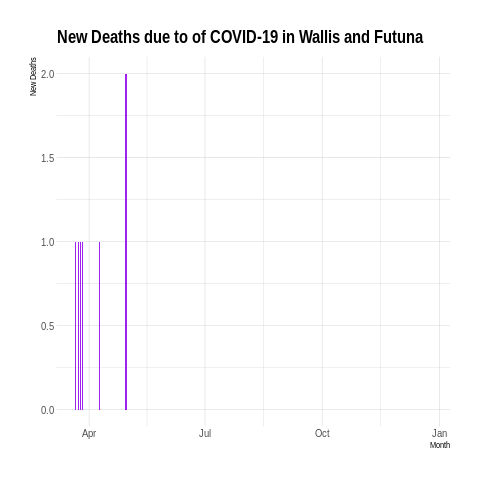 New Deaths due to of COVID-19 in Wallis and Futuna
New Deaths
2.0
1.5
1.0
0.5
0.0
Apr
Jul
Oct
Jan
Month